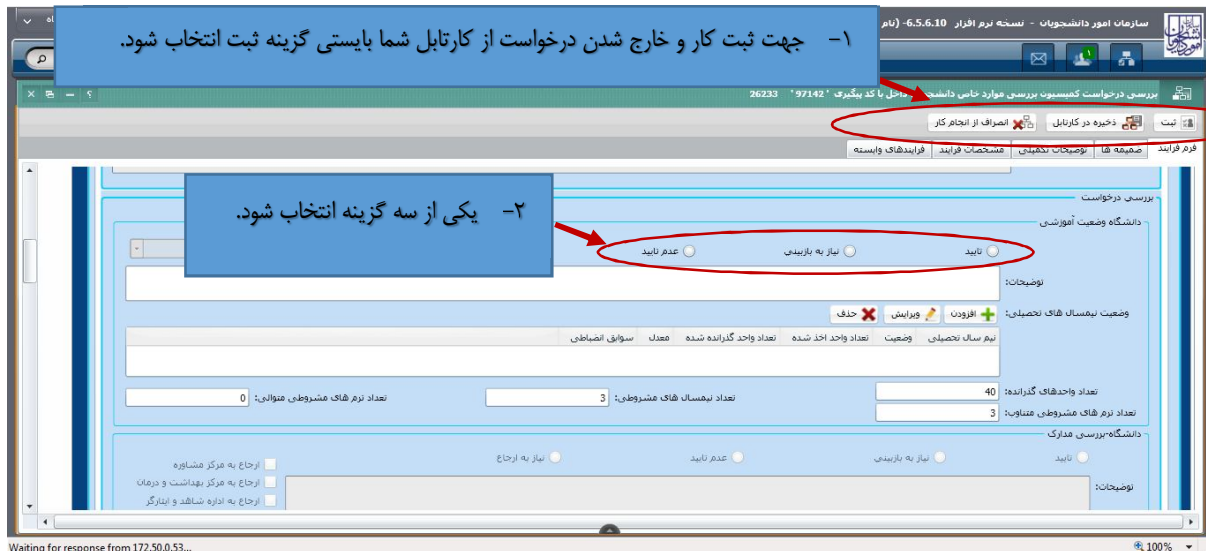 سازمان امور دانشجویان - نسخه نرم افزار 6.5.6.10- (نام
۱- جهت ثبت کار و خارج شدن درخواست از کارتابل شما بایستی گزینه ثبت انتخاب شود.
بررسی درخواست کمیسیون بررسی موارد خاص دانشجویان داخل با کد پیگیری '97142' 26233
ثبت ذخیره در کارتابل انصراف از انجام کار
فرم فرایند ضمیمه ها توضیحات تکمیلی مشخصات فرایند فرایندهای وابسته
۲- یکی از سه گزینه انتخاب شود.
بررسی درخواست
دانشگاه وضعیت آموزشی
تایید نیاز به بازبینی عدم تایید
توضیحات:
وضعیت نیمسال های تحصیلی: افزودن ویرایش حذف
نیم سال تحصیلی وضعیت تعداد واحد اخذ شده تعداد واحد گذرانده شده معدل سوابق انضباطی
تعداد واحدهای گذرانده: 40 تعداد نیمسال های مشروطی: 3 تعداد ترم های مشروطی متوالی: 0
تعداد ترم های مشروطی متناوب: 3
دانشگاه-بررسی مدارک
تایید نیاز به بازبینی عدم تایید نیاز به ارجاع ارجاع به مرکز مشاوره
ارجاع به مرکز بهداشت و درمان
توضیحات: ارجاع به اداره شاهد و ایثارگر
Waiting for response from 172.50.0.53... 100%